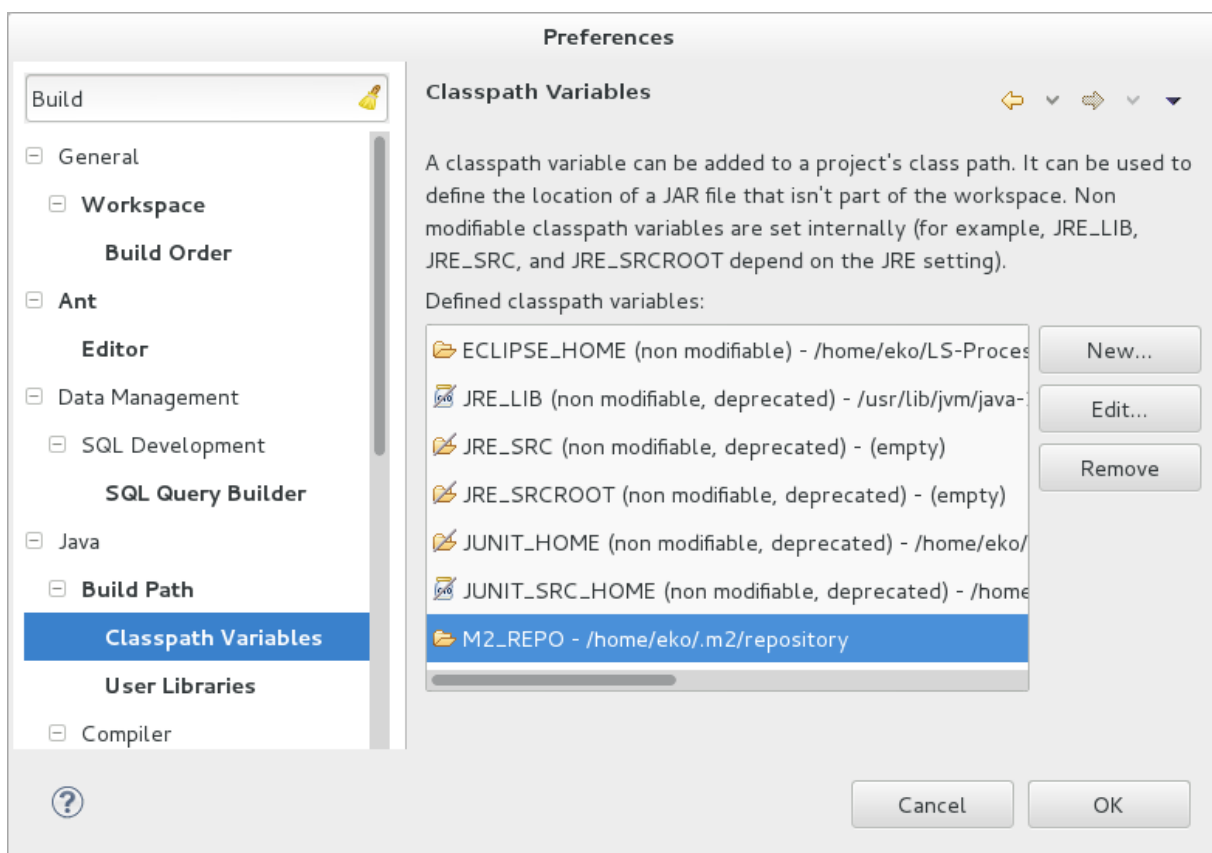 Preferences
Build
General
Workspace
Build Order
Ant
Editor
Data Management
SQL Development
SQL Query Builder
Java
Build Path
Classpath Variables
User Libraries
Compiler
Classpath Variables
A classpath variable can be added to a project's class path. It can be used to
define the location of a JAR file that isn't part of the workspace. Non
modifiable classpath variables are set internally (for example, JRE_LIB,
JRE_SRC, and JRE_SRCROOT depend on the JRE setting).
Defined classpath variables:
ECLIPSE_HOME (non modifiable) - /home/eko/LS-Proces
JRE_LIB (non modifiable, deprecated) - /usr/lib/jvm/java-
JRE_SRC (non modifiable, deprecated) - (empty)
JRE_SRCROOT (non modifiable, deprecated) - (empty)
JUNIT_HOME (non modifiable, deprecated) - /home/eko/
JUNIT_SRC_HOME (non modifiable, deprecated) - /home
M2_REPO - /home/eko/.m2/repository
New...
Edit...
Remove
?
Cancel
OK